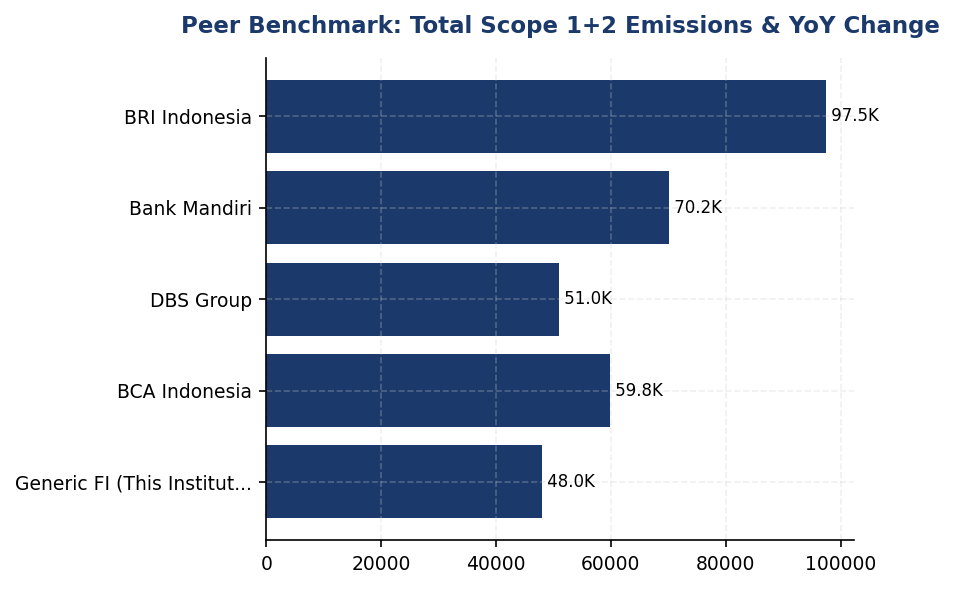 Peer Benchmark: Total Scope 1+2 Emissions & YoY Change
BRI Indonesia
97.5K
Bank Mandiri
70.2K
DBS Group
51.0K
BCA Indonesia
59.8K
Generic FI (This Institut...
48.0K
0 20000 40000 60000 80000 100000